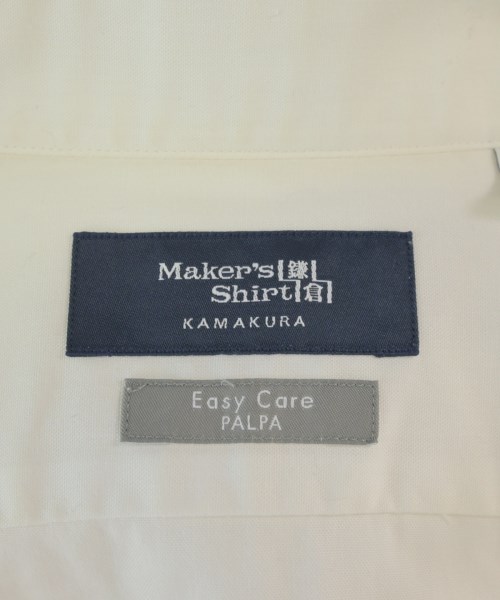 Maker's 鎌
Shirt 倉
KAMAKURA
Easy Care
PALPA